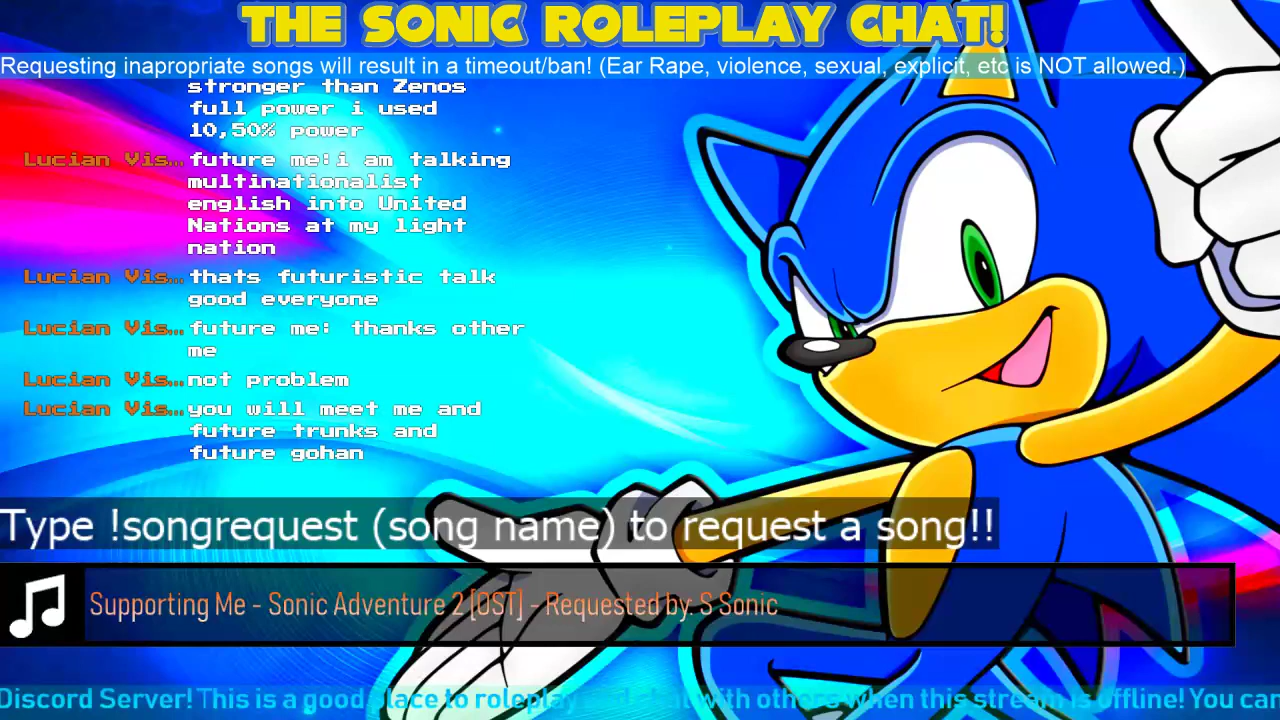 THE SONIC ROLEPLAY CHAT!
Requesting inapropriate songs will result in a timeout/ban! (Ear Rape, violence, sexual, explicit, etc is NOT allowed.)
stronger than Zenos
full power i used
10,50% power
Lucian Vis... future me:i am talking
multinationalist
english into United
Nations at my light
nation
Lucian Vis... thats futuristic talk
good everyone
Lucian Vis... future me: thanks other
me
Lucian Vis... not problem
Lucian Vis... you will meet me and
future trunks and
future gohan
Type !songrequest (song name) to request a song!!
Supporting Me - Sonic Adventure 2 [OST] - Requested by: S Sonic
Discord Server! This is a good place to roleplay and chat with others when this stream is offline! You can